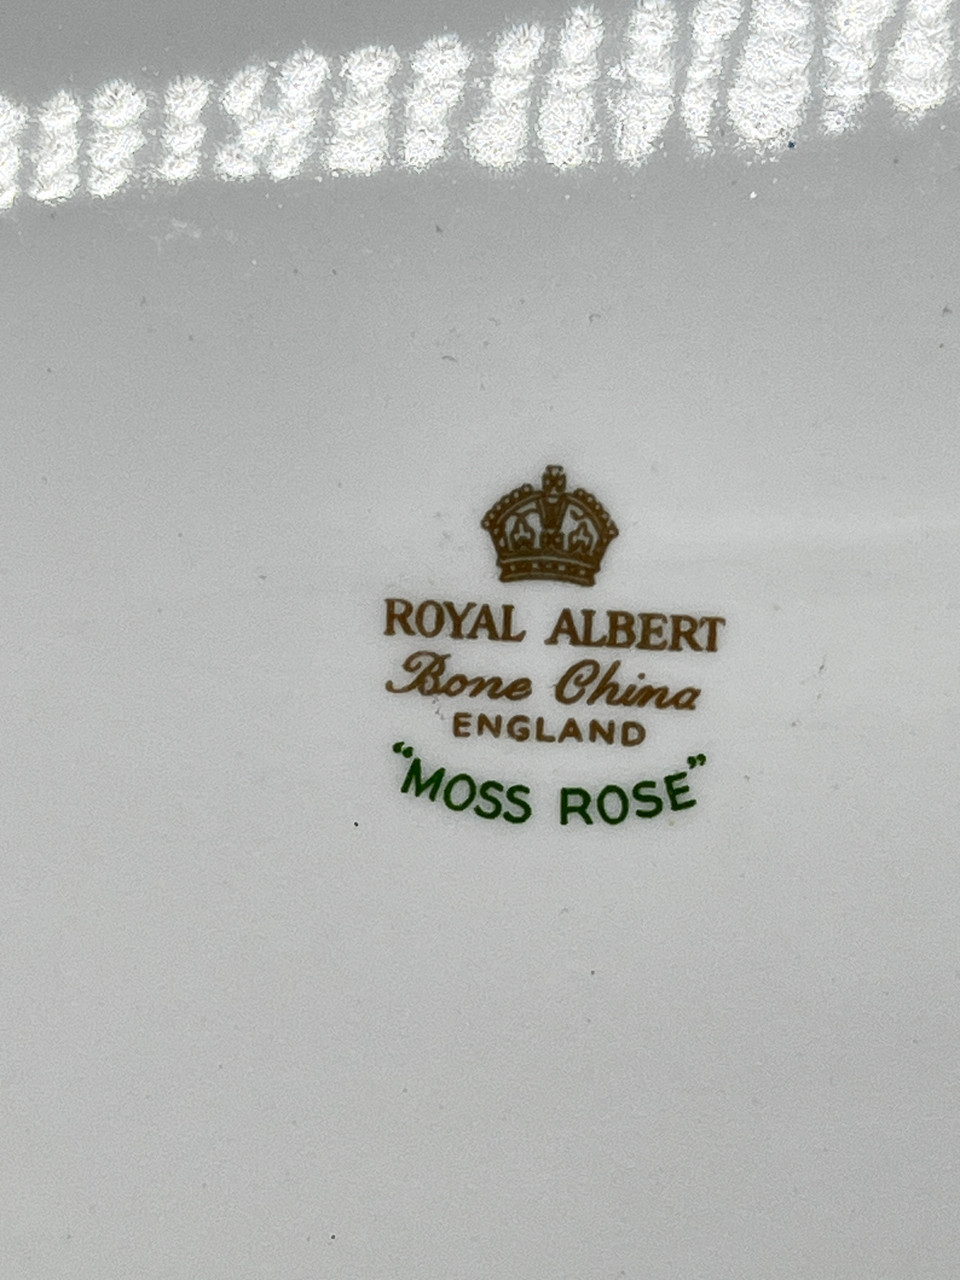 ROYAL ALBERT
Bone China
ENGLAND
“MOSS ROSE”